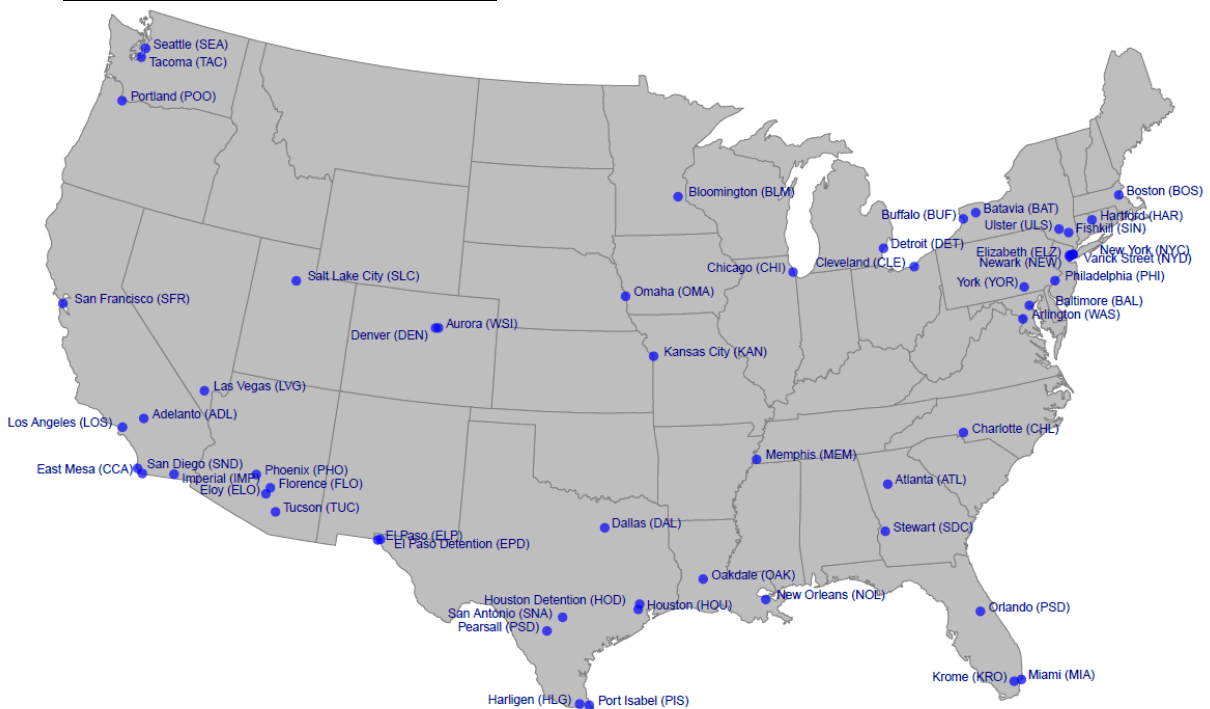 Seattle (SEA)
Tacoma (TAC)
Portland (POO)
Bloomington (BLM)
Boston (BOS)
Batavia (BAT)
Buffalo (BUF)
Hartford (HAR)
Ulster (ULS)
Fishkill (SIN)
Detroit (DET)
New York (NYC)
Elizabeth (ELZ)
Varick Street (NYD)
Newark (NEW)
Cleveland (CLE)
Chicago (CHI)
Salt Lake City (SLC)
Philadelphia (PHI)
York (YOR)
Omaha (OMA)
San Francisco (SFR)
Baltimore (BAL)
Arlington (WAS)
Aurora (WSI)
Denver (DEN)
Kansas City (KAN)
Las Vegas (LVG)
Adelanto (ADL)
Los Angeles (LOS)
Charlotte (CHL)
Memphis (MEM)
San Diego (SND)
East Mesa (CCA)
Phoenix (PHO)
Imperial (IMP)
Atlanta (ATL)
Florence (FLO)
Eloy (ELO)
Tucson (TUC)
Dallas (DAL)
Stewart (SDC)
El Paso (ELP)
El Paso Detention (EPD)
Oakdale (OAK)
New Orleans (NOL)
Houston Detention (HOD)
Houston (HOU)
Orlando (PSD)
San Antonio (SNA)
Pearsall (PSD)
Miami (MIA)
Krome (KRO)
Harligen (HLG)
Port Isabel (PIS)